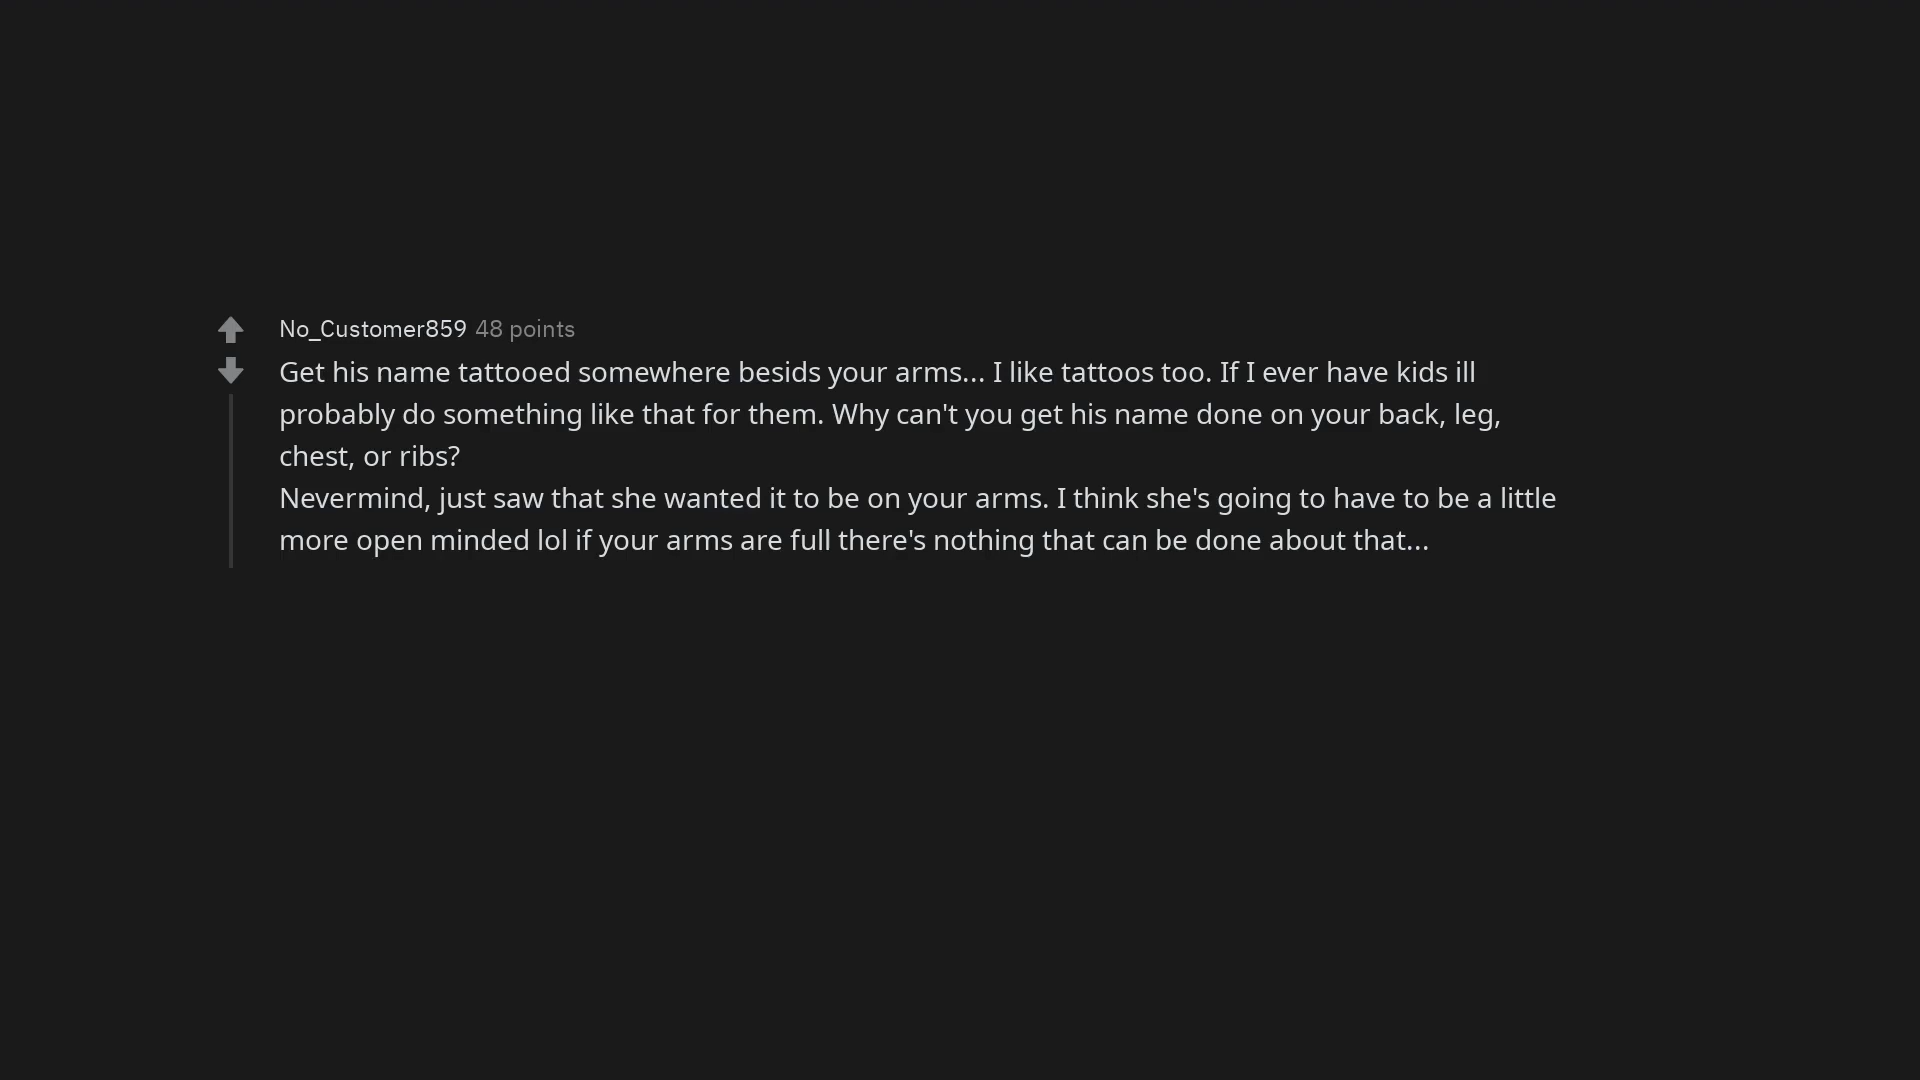 No_Customer859 48 points
Get his name tattooed somewhere besids your arms... I like tattoos too. If I ever have kids ill
probably do something like that for them. Why can't you get his name done on your back, leg,
chest, or ribs?
Nevermind, just saw that she wanted it to be on your arms. I think she's going to have to be a little
more open minded lol if your arms are full there's nothing that can be done about that...